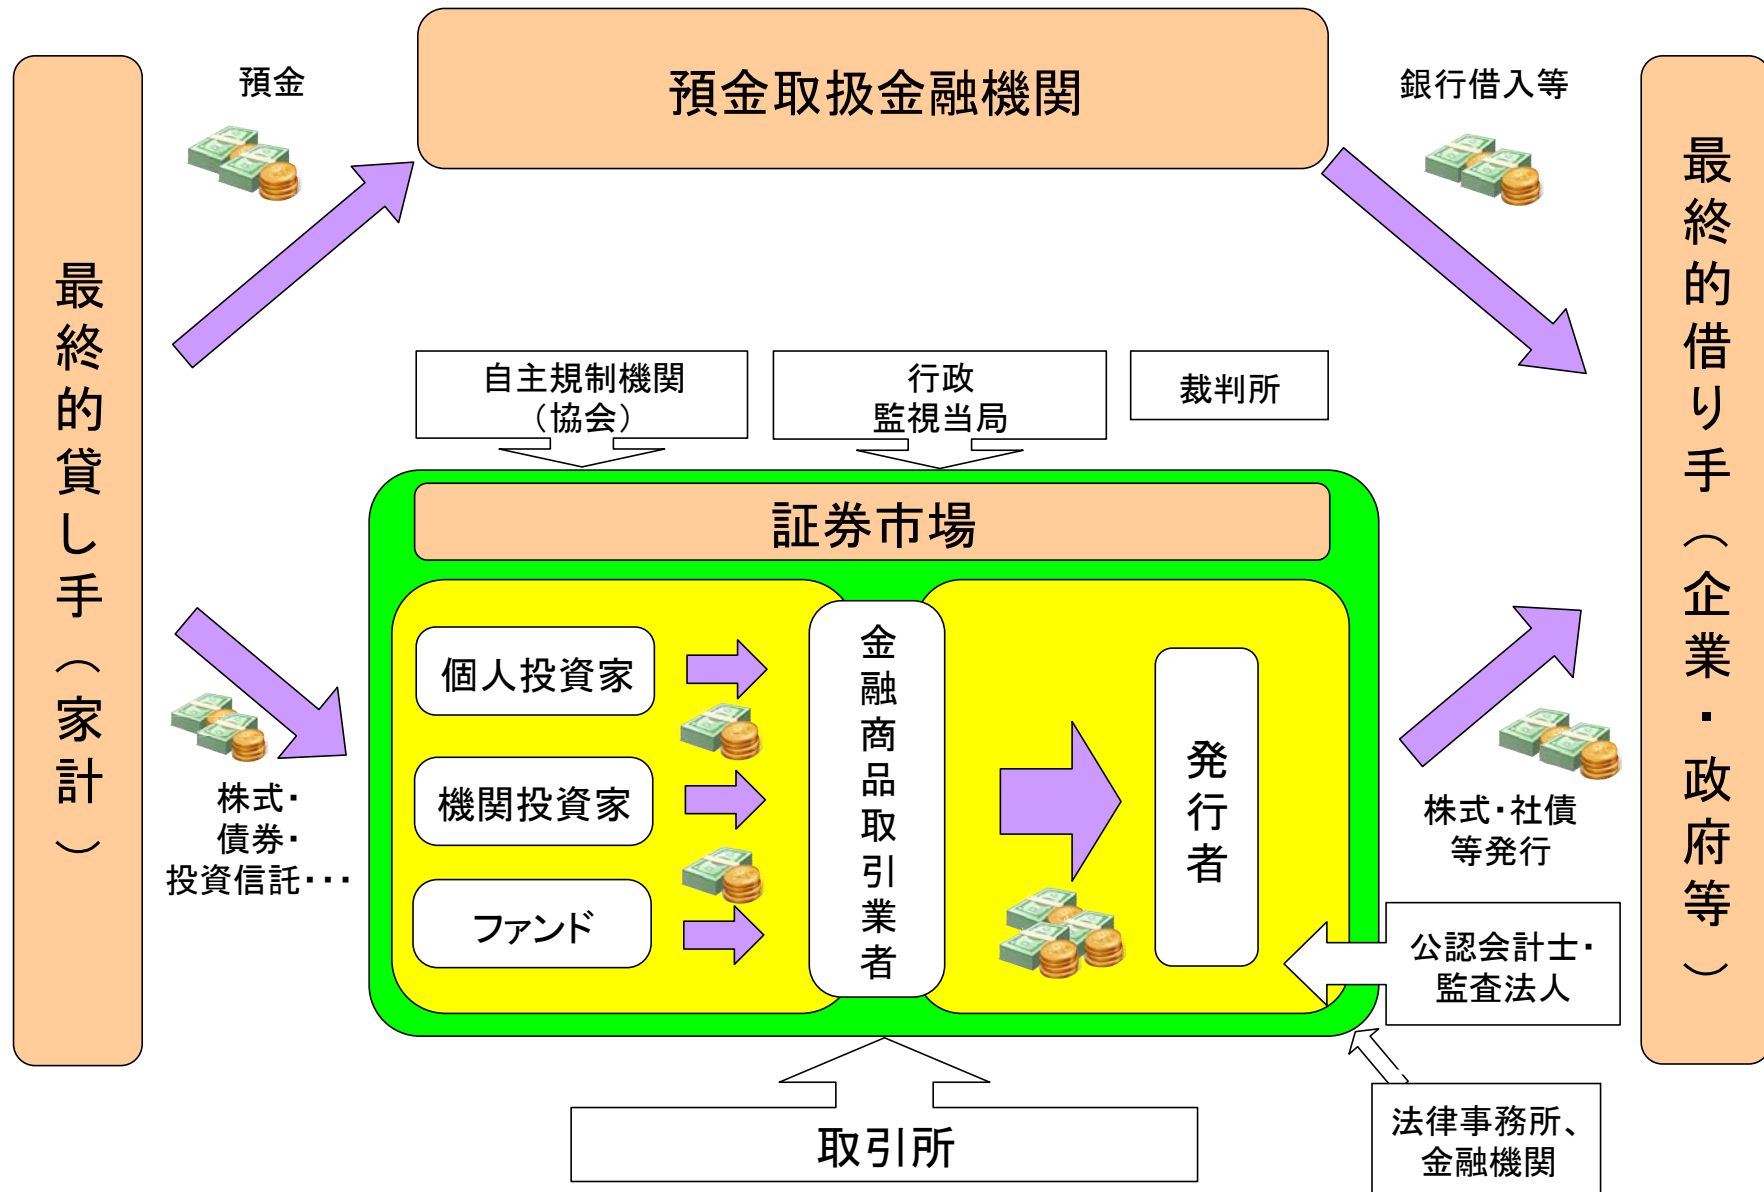 預金取扱金融機関
預金
銀行借入等
最終的貸し手（家計）
最終的借り手（企業・政府等）
自主規制機関
（協会）
行政
監視当局
裁判所
証券市場
個人投資家
機関投資家
ファンド
金融商品取引業者
発行者
株式・
債券・
投資信託・・・
株式・社債
等発行
公認会計士・
監査法人
取引所
法律事務所、
金融機関